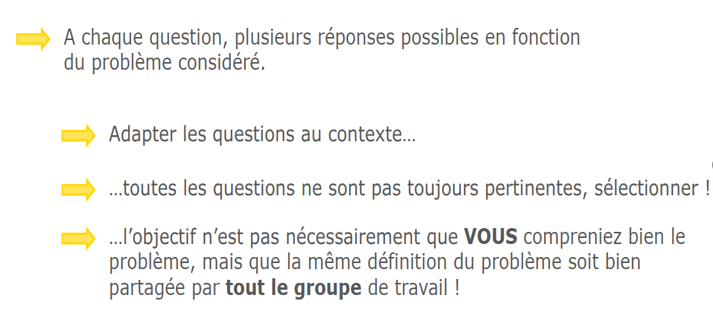 A chaque question, plusieurs réponses possibles en fonction
du problème considéré.
Adapter les questions au contexte…
…toutes les questions ne sont pas toujours pertinentes, sélectionner !
…l’objectif n’est pas nécessairement que VOUS compreniez bien le
problème, mais que la même définition du problème soit bien
partagée par tout le groupe de travail !